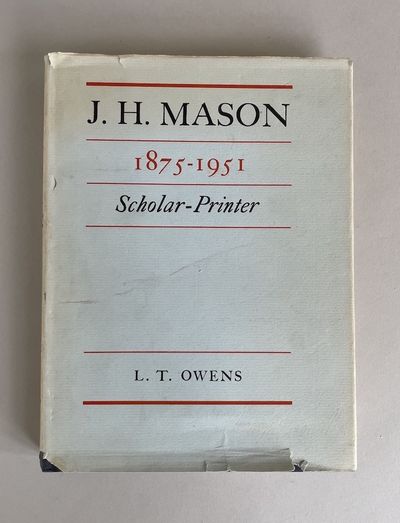 J. H. MASON
1875-1951
Scholar-Printer
L. T. OWENS